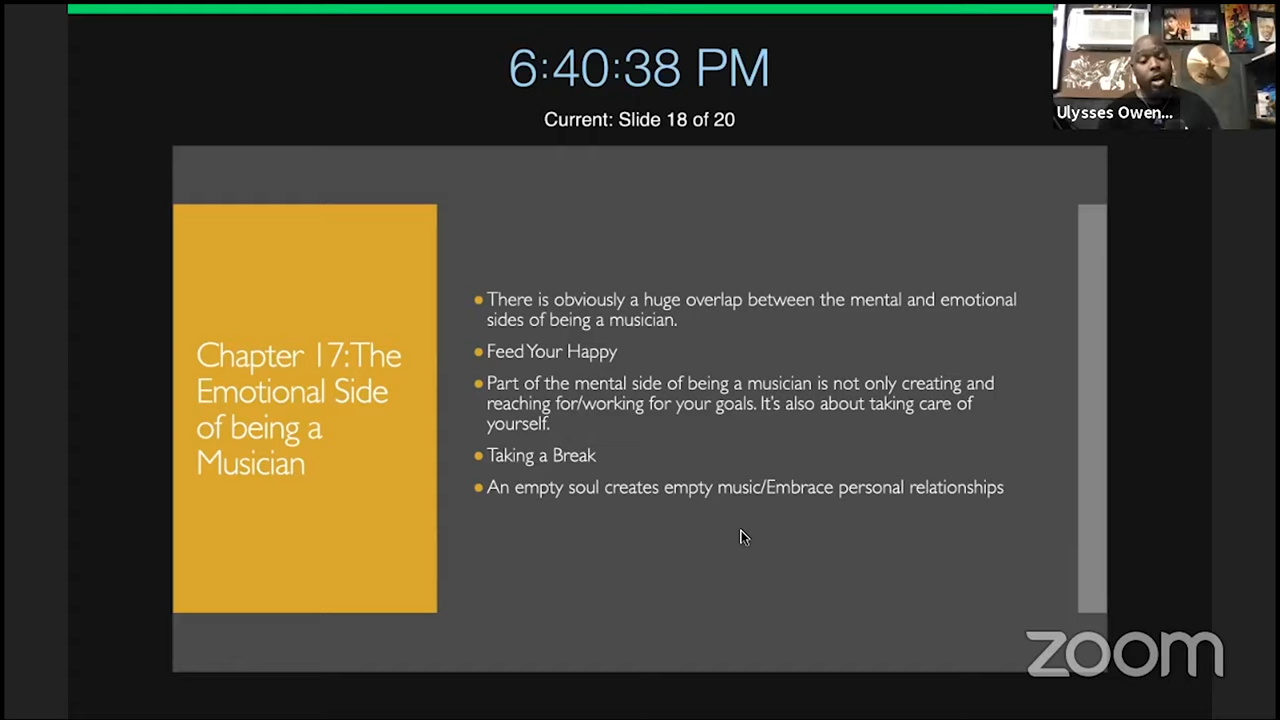 6:40:38 PM
Current: Slide 18 of 20
Ulysses Owen...
Chapter 17:The
Emotional Side
of being a
Musician
There is obviously a huge overlap between the mental and emotional
sides of being a musician.
Feed Your Happy
Part of the mental side of being a musician is not only creating and
reaching for/working for your goals. It's also about taking care of
yourself.
Taking a Break
An empty soul creates empty music/Embrace personal relationships
zoom